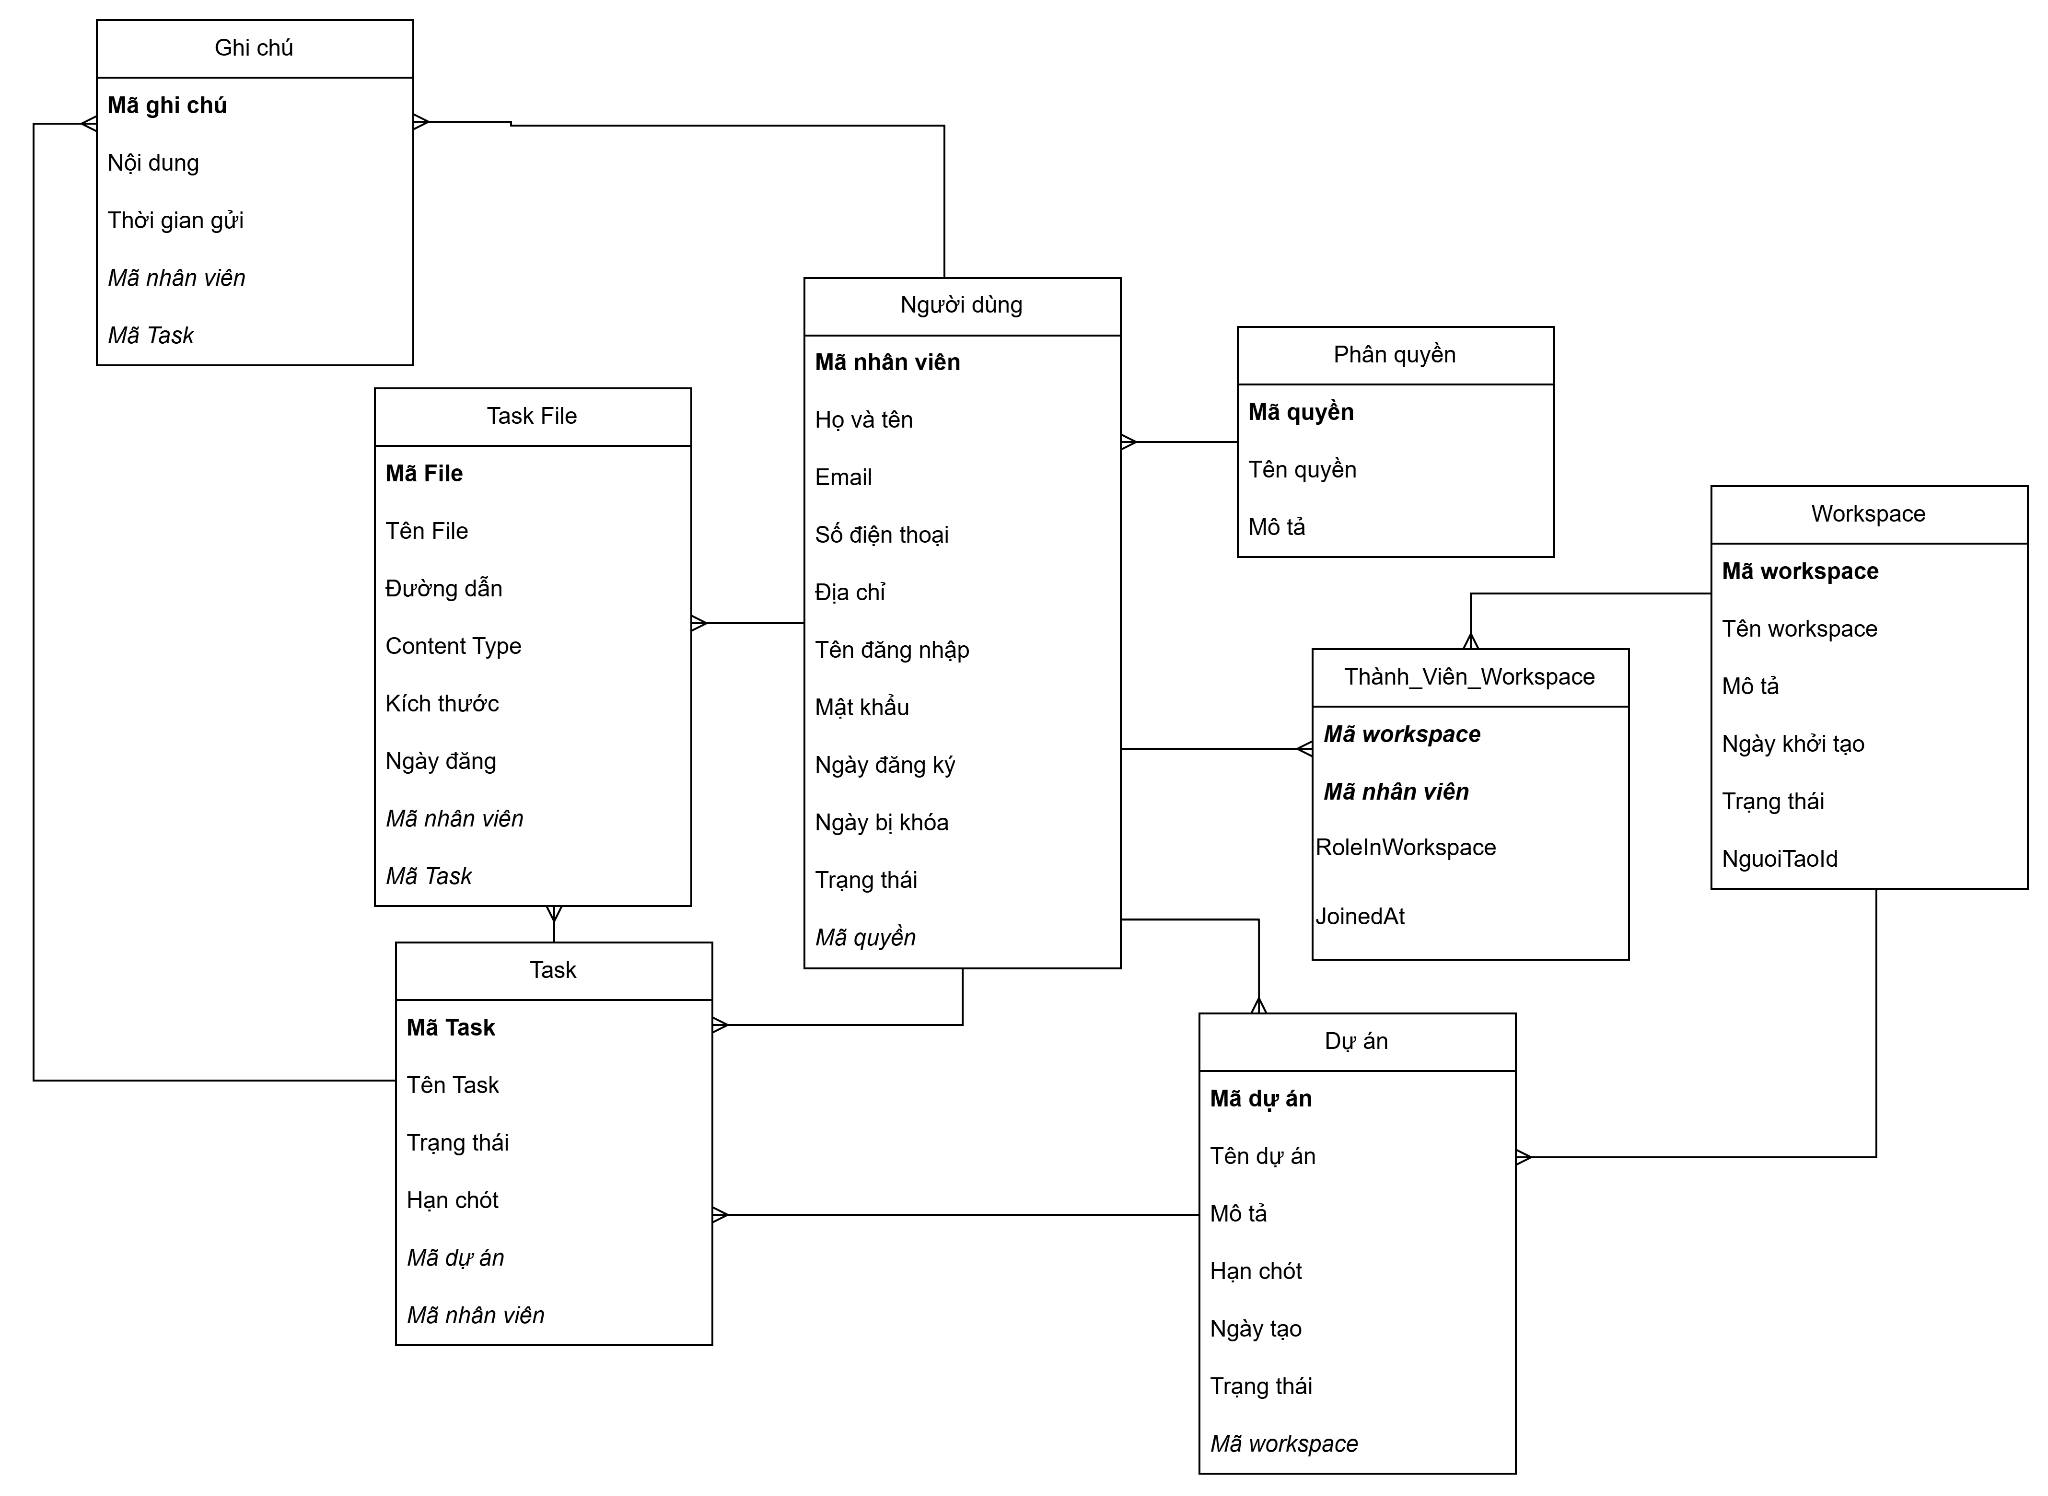 Ghi chú
Mã ghi chú
Nội dung
Thời gian gửi
Mã nhân viên
Mã Task
Task File
Mã File
Tên File
Đường dẫn
Content Type
Kích thước
Ngày đăng
Mã nhân viên
Mã Task
Task
Mã Task
Tên Task
Trạng thái
Hạn chót
Mã dự án
Mã nhân viên
Người dùng
Mã nhân viên
Họ và tên
Email
Số điện thoại
Địa chỉ
Tên đăng nhập
Mật khẩu
Ngày đăng ký
Ngày bị khóa
Trạng thái
Mã quyền
Phân quyền
Mã quyền
Tên quyền
Mô tả
Thành_Viên_Workspace
Mã workspace
Mã nhân viên
RoleInWorkspace
JoinedAt
Workspace
Mã workspace
Tên workspace
Mô tả
Ngày khởi tạo
Trạng thái
NguoiTaoId
Dự án
Mã dự án
Tên dự án
Mô tả
Hạn chót
Ngày tạo
Trạng thái
Mã workspace